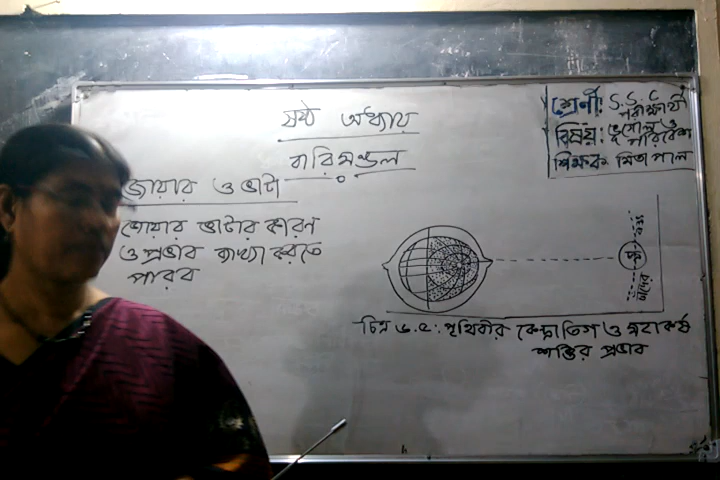 ষষ্ঠ অধ্যায়
বারিমণ্ডল
শ্রেণী: S.S.C পরীক্ষার্থী
বিষয়: ভূগোল ও পরিবেশ
শিক্ষক মিতা পাল
জোয়ার ও ভাটা
জোয়ার ভাটার কারণ
ও প্রভাব ব্যাখ্যা করতে
পারব
চাঁদের
চিত্র ৬.৫: পৃথিবীর কেন্দ্রাতিগ ও মহাকর্ষ
শক্তির প্রভাব